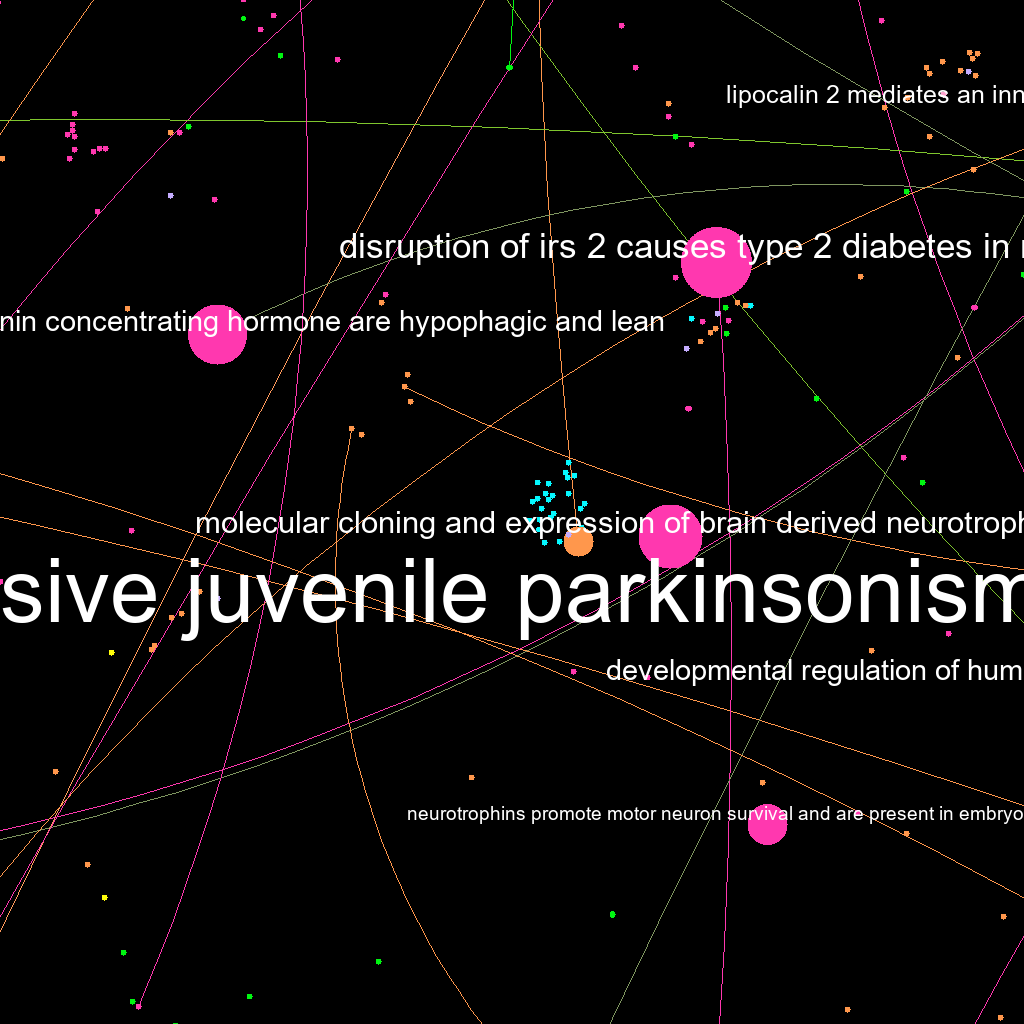 lipocalin 2 mediates an inn
disruption of irs 2 causes type 2 diabetes in
nin concentrating hormone are hypophagic and lean
molecular cloning and expression of brain derived neurotroph
sive juvenile parkinsonism
developmental regulation of hum
neurotrophins promote motor neuron survival and are present in embryo